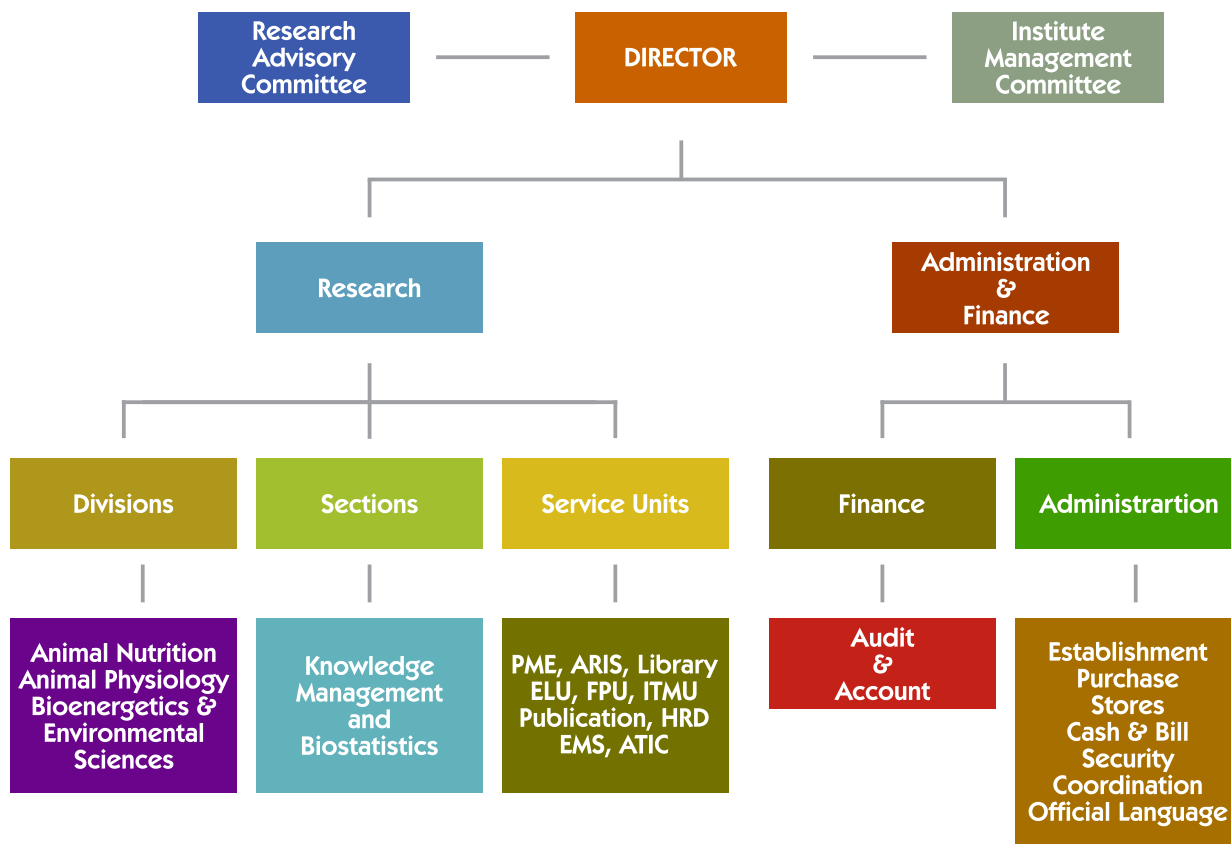 Research
Advisory
Committee
DIRECTOR
Institute
Management
Committee
Research
Administration
&
Finance
Divisions
Sections
Service Units
Finance
Administrartion
Animal Nutrition
Animal Physiology
Bioenergetics &
Environmental
Sciences
Knowledge
Management
and
Biostatistics
PME, ARIS, Library
ELU, FPU, ITMU
Publication, HRD
EMS, ATIC
Audit
&
Account
Establishment
Purchase
Stores
Cash & Bill
Security
Coordination
Official Language